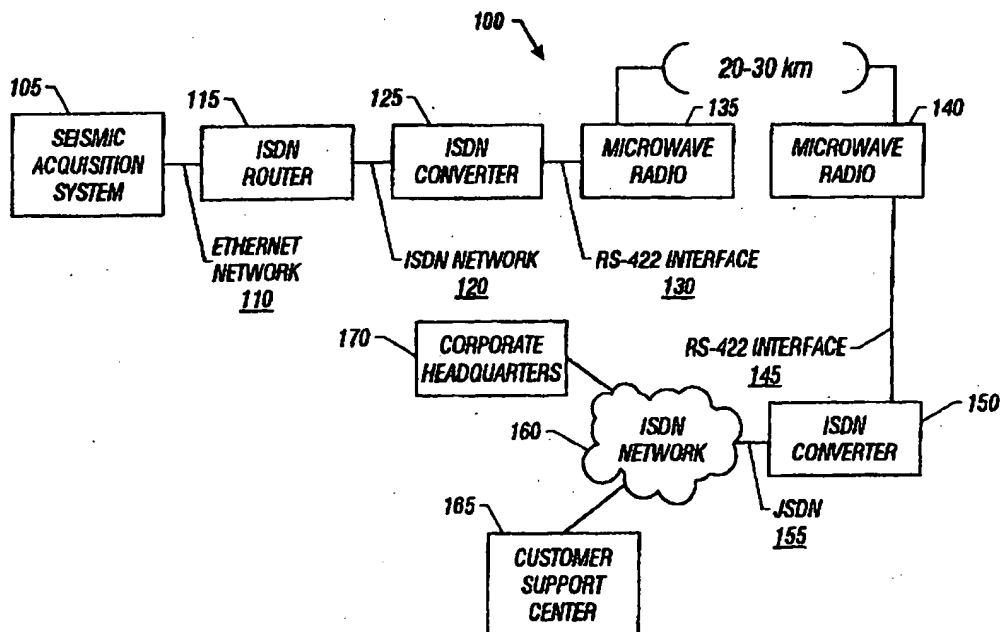 100
20-30 km
105
115
125
135
140
SEISMIC
ACQUISITION
SYSTEM
ISDN
ROUTER
ISDN
CONVERTER
MICROWAVE
RADIO
MICROWAVE
RADIO
ETHERNET
NETWORK
110
ISDN NETWORK
120
RS-422 INTERFACE
130
170
CORPORATE
HEADQUARTERS
RS-422 INTERFACE
145
160
ISDN
NETWORK
150
ISDN
CONVERTER
JSDN
155
165
CUSTOMER
SUPPORT
CENTER